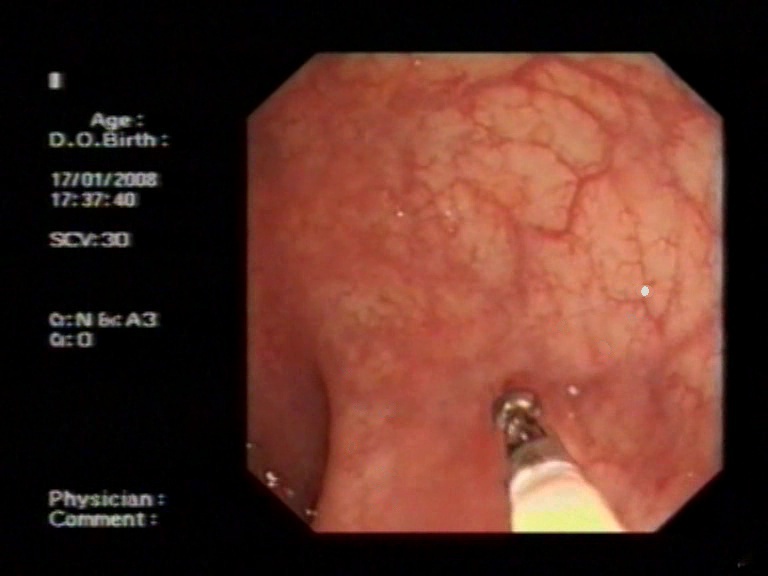 Age:
D.O.Birth:
17/01/2008
17:37:40
SCV:30
Physician:
Comment: